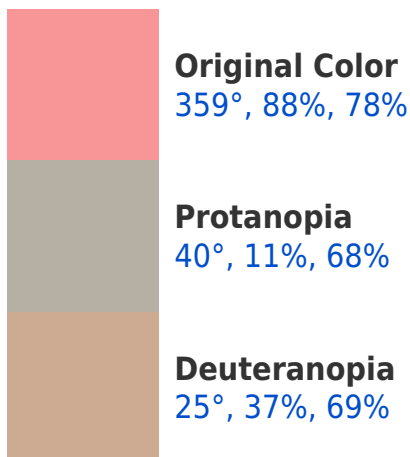 Original Color
359°, 88%, 78%
Protanopia
40°, 11%, 68%
Deuteranopia
25°, 37%, 69%